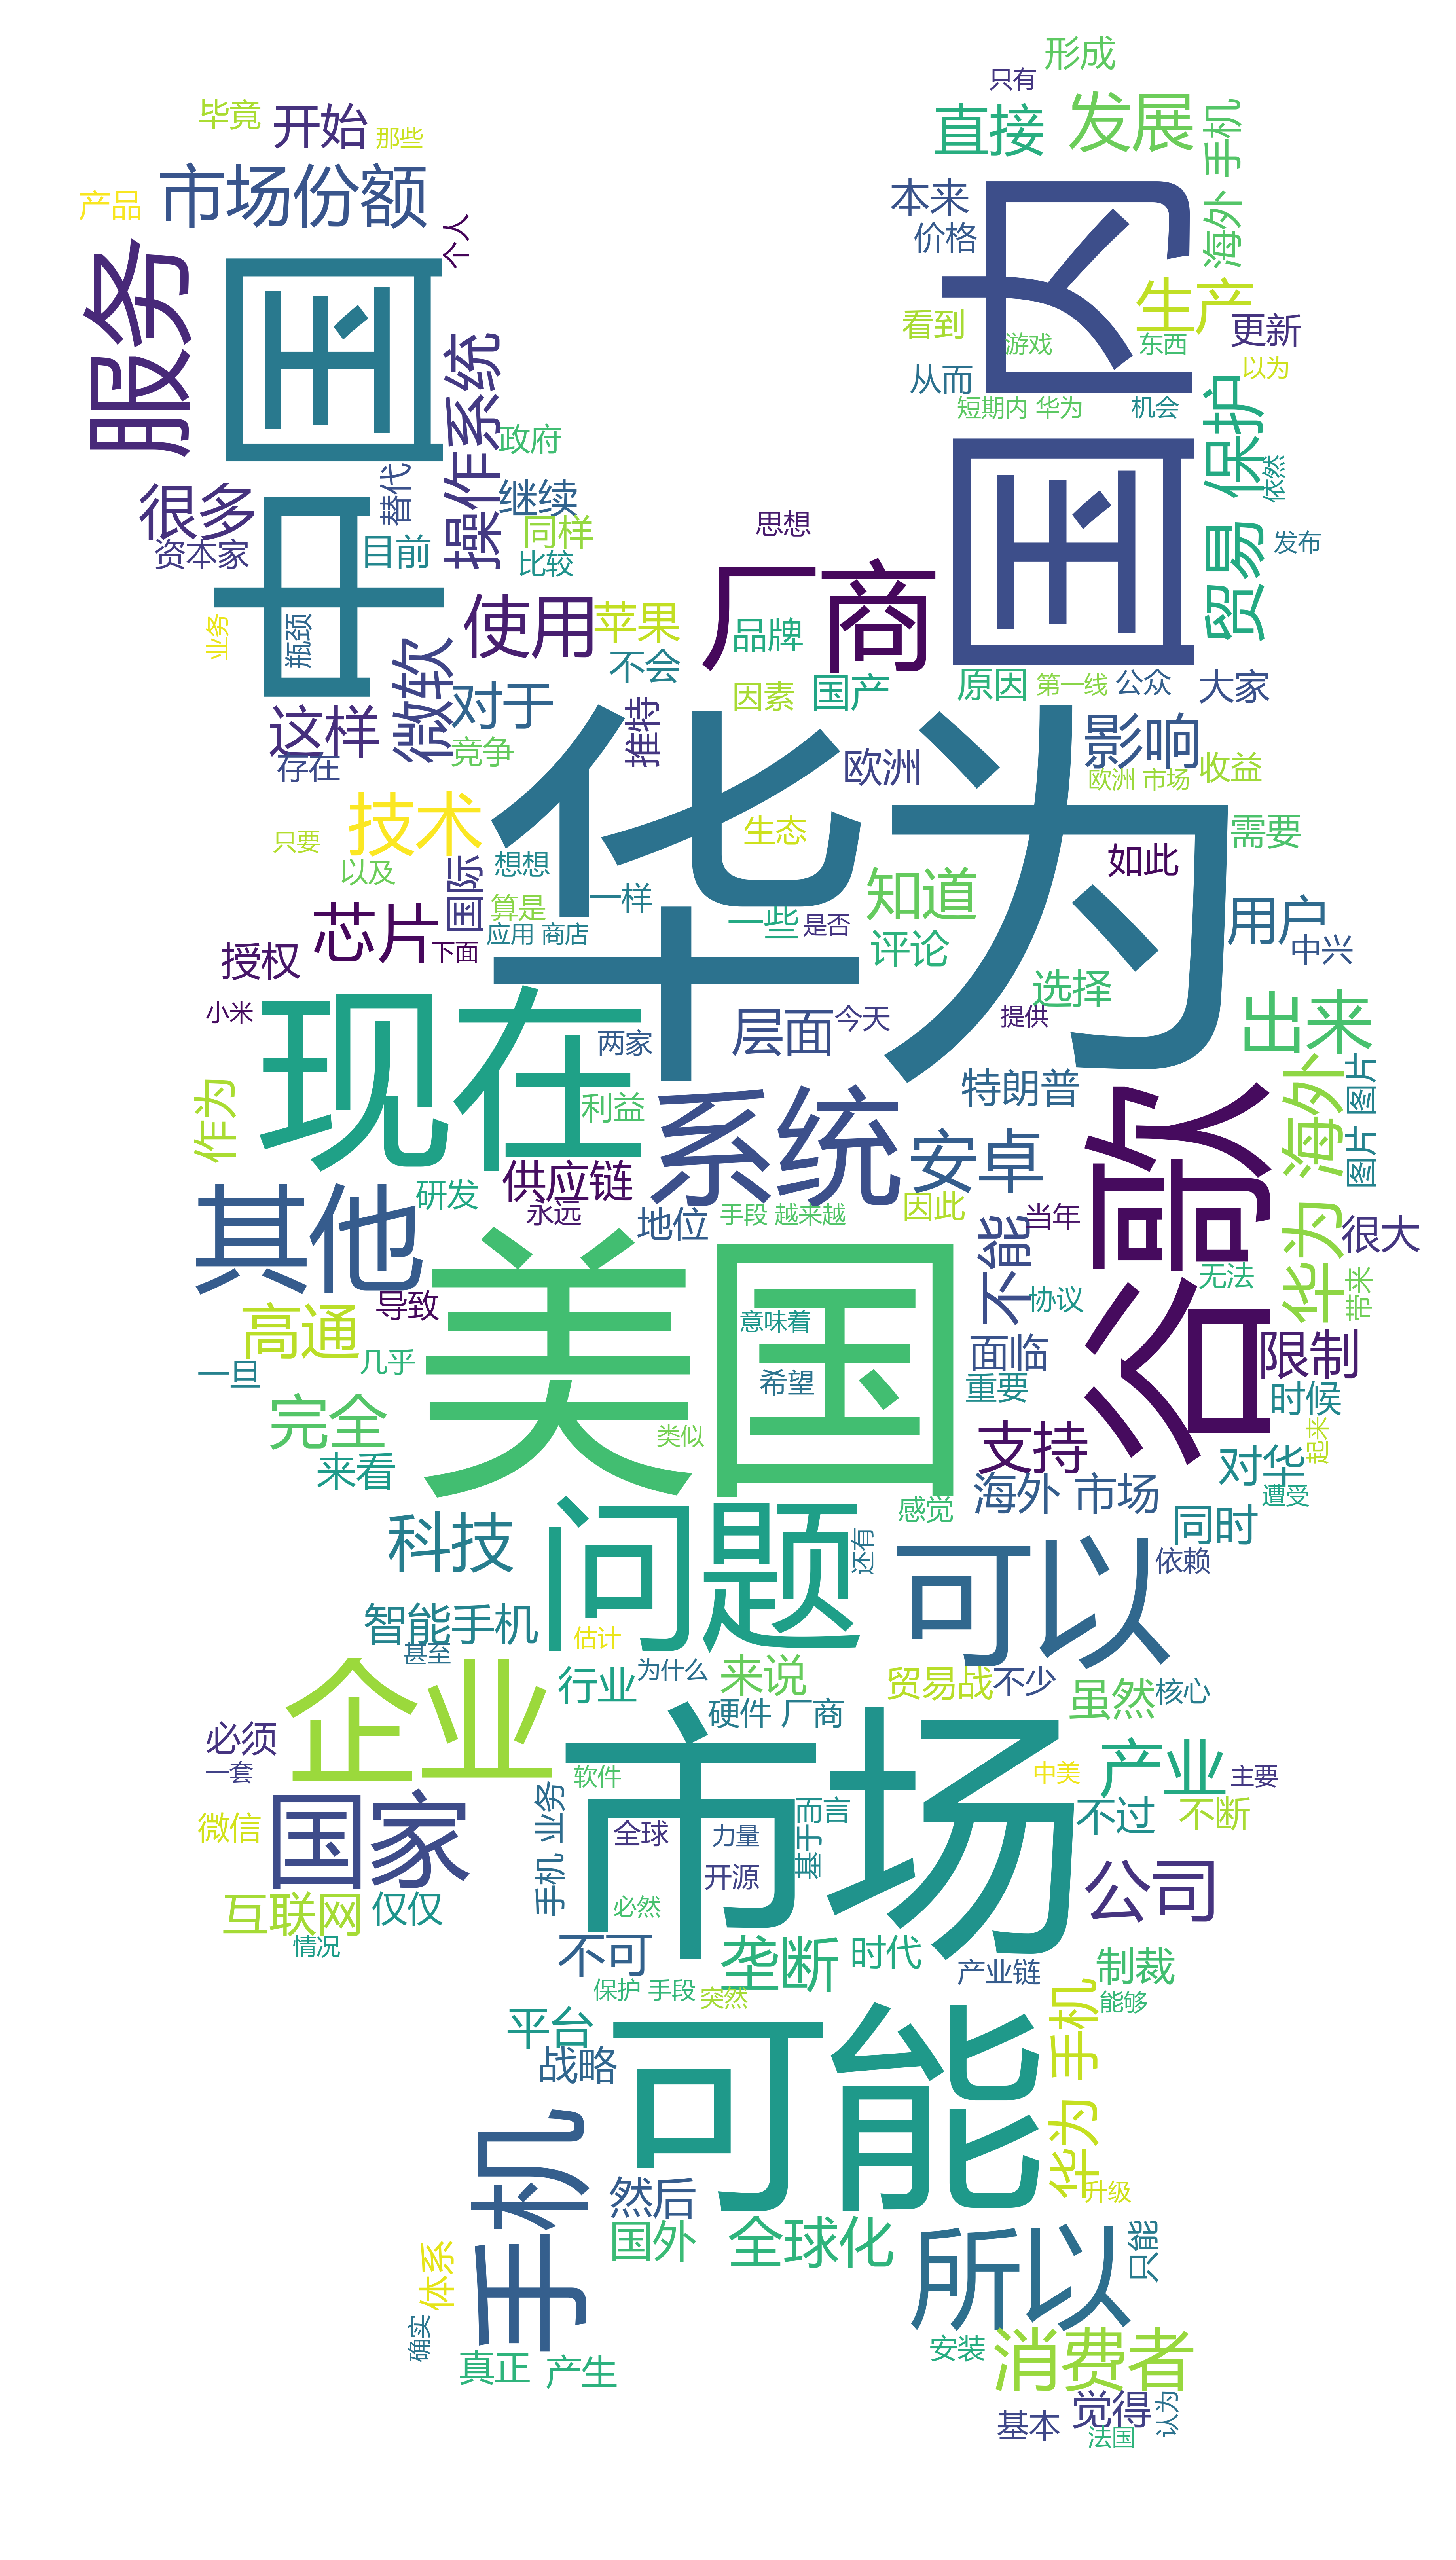 形成
只有
毕竟
开始
那些
直接
发展
手机
海外
市场份额
产品
个人
本来
价格
国内
服务
中国
操作系统
生产
看到
更新
游戏
东西
以为
从而
短期内 华为
机会
贸易 保护
政府
很多
替代
继续
依然
资本家
目前
同样
比较
思想
发布
厂商
使用
苹果
品牌
业务
瓶颈
微软
不会
对于
因素
国产
原因
第一线
公众
大家
这样
推特
影响
存在
竞争
欧洲
欧洲 市场
收益
华为
技术
只要
生态
需要
以及
国际
想想
如此
算是
一样
知道
芯片
应用 商店
一些
是否
用户
授权
下面
评论
中兴
现在
选择
小米
两家
层面
今天
提供
出来
作为
利益
系统
特朗普
海外
图片
图片
供应链
安卓
谷歌
研发
永远
其他
地位
手段 越来越
因此
不能
当年
华为
很大
美国
无法
导致
意味着
协议
带来
高通
面临
限制
一旦
几乎
希望
重要
时候
完全
类似
支持
起来
来看
海外 市场
对华
遭受
问题
感觉
科技
还有
同时
可以
依赖
智能手机
估计
甚至
企业
行业
为什么
来说
贸易战
不少
虽然
核心
必须
硬件 厂商
市场
产业
一套
软件
中美
主要
国家
手机 业务
基于
而言
不过
不断
微信
全球
力量
开源
公司
互联网
仅仅
必然
情况
不可
垄断
时代
产业链
制裁
保护 手段
突然
能够
平台
可能
战略
华为 手机
手机
然后
升级
国外
全球化
所以
只能
体系
确实
安装
消费者
真正
产生
觉得
基本
认为
法国